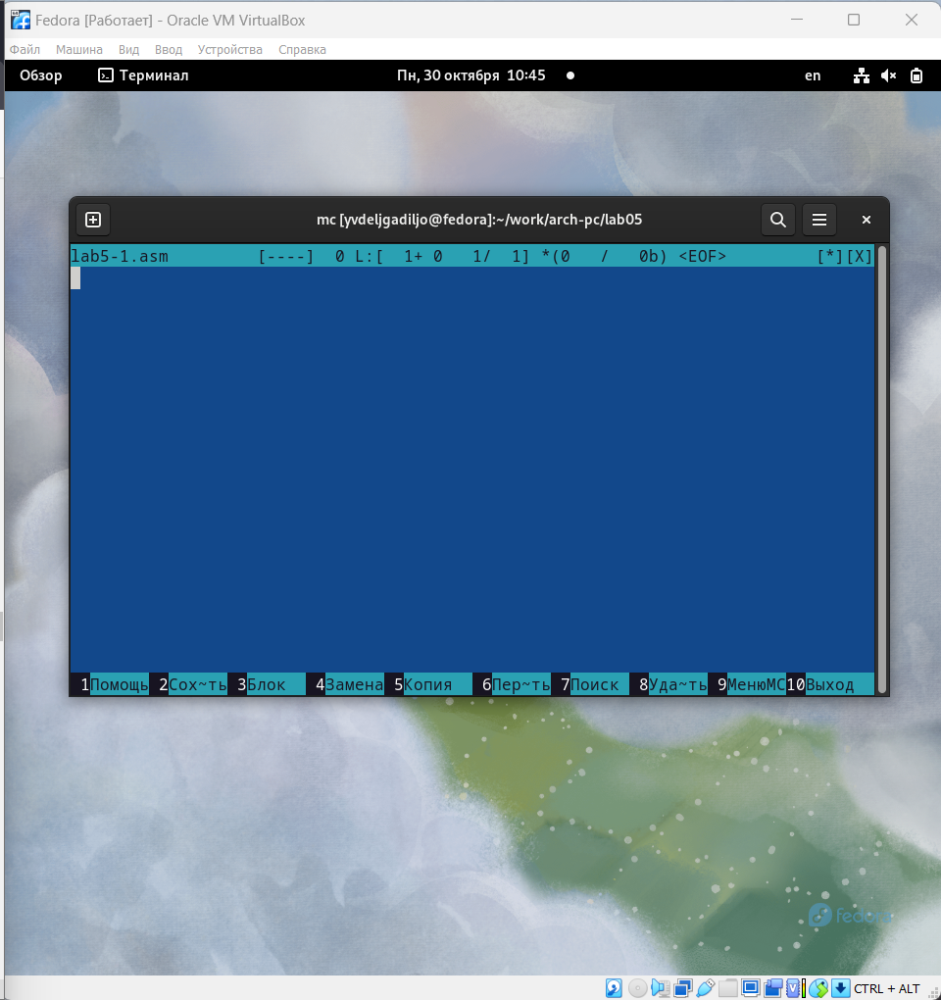 Fedora [Работает] - Oracle VM VirtualBox
Файл Машина Вид Ввод Устройства Справка
Обзор Терминал Пн, 30 октября 10:45 en
mc [yvdeljgadiljo@fedora]:~/work/arch-pc/lab05
lab5-1.asm [----] 0 L:[ 1+ 0 1/ 1] *(0 / 0b) <EOF> [*][X]
1Помощь 2Сох~ть 3Блок 4Замена 5Копия 6Пер~ть 7Поиск 8Уда~ть 9МенюMC10Выход
fedora
CTRL + ALT